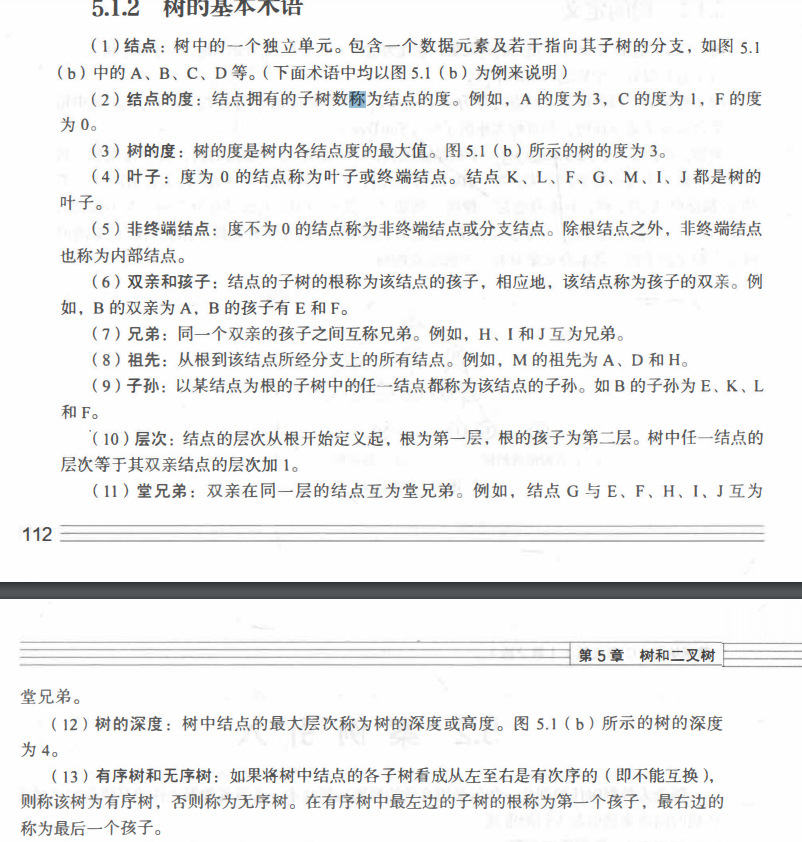 5.1.2 树的基本术语
（1）结点：树中的一个独立单元。包含一个数据元素及若干指向其子树的分支，如图 5.1
（b）中的 A、B、C、D 等。（下面术语中均以图 5.1（b）为例来说明）
（2）结点的度：结点拥有的子树数称为结点的度。例如，A 的度为 3，C 的度为 1，F 的度
为 0。
（3）树的度：树的度是树内各结点度的最大值。图 5.1（b）所示的树的度为 3。
（4）叶子：度为 0 的结点称为叶子或终端结点。结点 K、L、F、G、M、I、J 都是树的
叶子。
（5）非终端结点：度不为 0 的结点称为非终端结点或分支结点。除根结点之外，非终端结点
也称为内部结点。
（6）双亲和孩子：结点的子树的根称为该结点的孩子，相应地，该结点称为孩子的双亲。例
如，B 的双亲为 A，B 的孩子有 E 和 F。
（7）兄弟：同一个双亲的孩子之间互称兄弟。例如，H、I 和 J 互为兄弟。
（8）祖先：从根到该结点所经分支上的所有结点。例如，M 的祖先为 A、D 和 H。
（9）子孙：以某结点为根的子树中的任一结点都称为该结点的子孙。如 B 的子孙为 E、K、L
和 F。
（10）层次：结点的层次从根开始定义起，根为第一层，根的孩子为第二层。树中任一结点的
层次等于其双亲结点的层次加 1。
（11）堂兄弟：双亲在同一层的结点互为堂兄弟。例如，结点 G 与 E、F、H、I、J 互为
112
第 5 章 树和二叉树
堂兄弟。
（12）树的深度：树中结点的最大层次称为树的深度或高度。图 5.1（b）所示的树的深度
为 4。
（13）有序树和无序树：如果将树中结点的各子树看成从左至右是有次序的（即不能互换），
则称该树为有序树，否则称为无序树。在有序树中最左边的子树的根称为第一个孩子，最右边的
称为最后一个孩子。